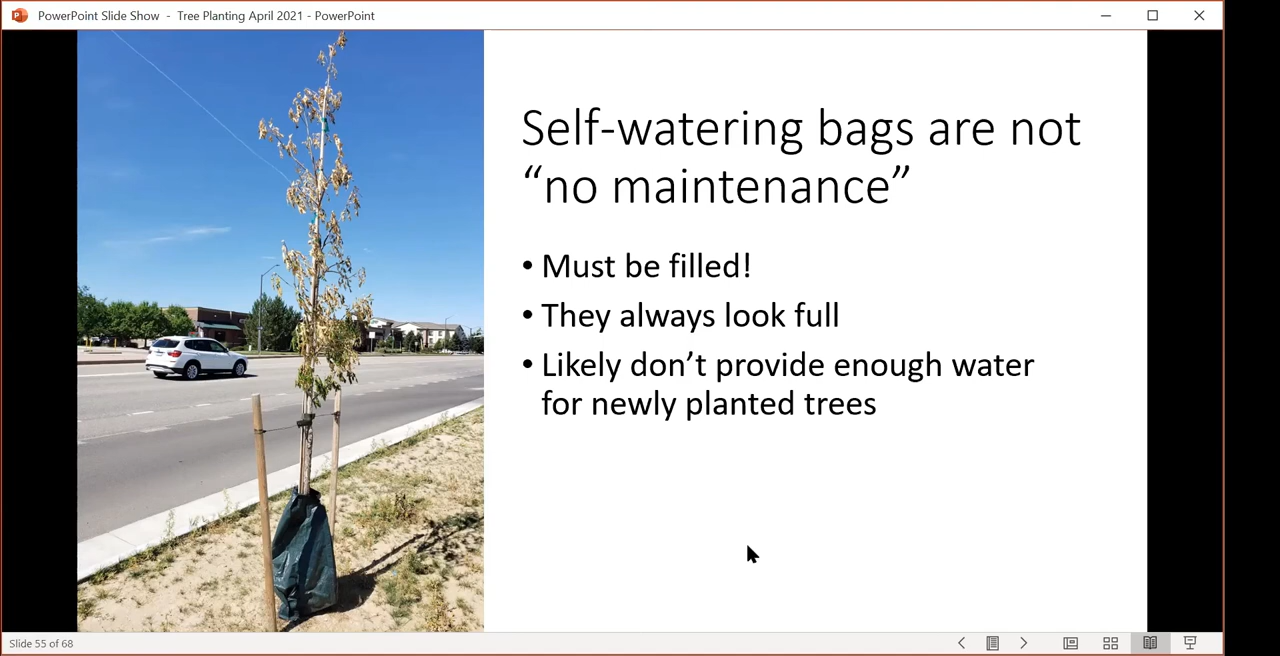 PowerPoint Slide Show - Tree Planting April 2021 - PowerPoint
Self-watering bags are not
“no maintenance”
• Must be filled!
• They always look full
• Likely don’t provide enough water
for newly planted trees
Slide 55 of 68